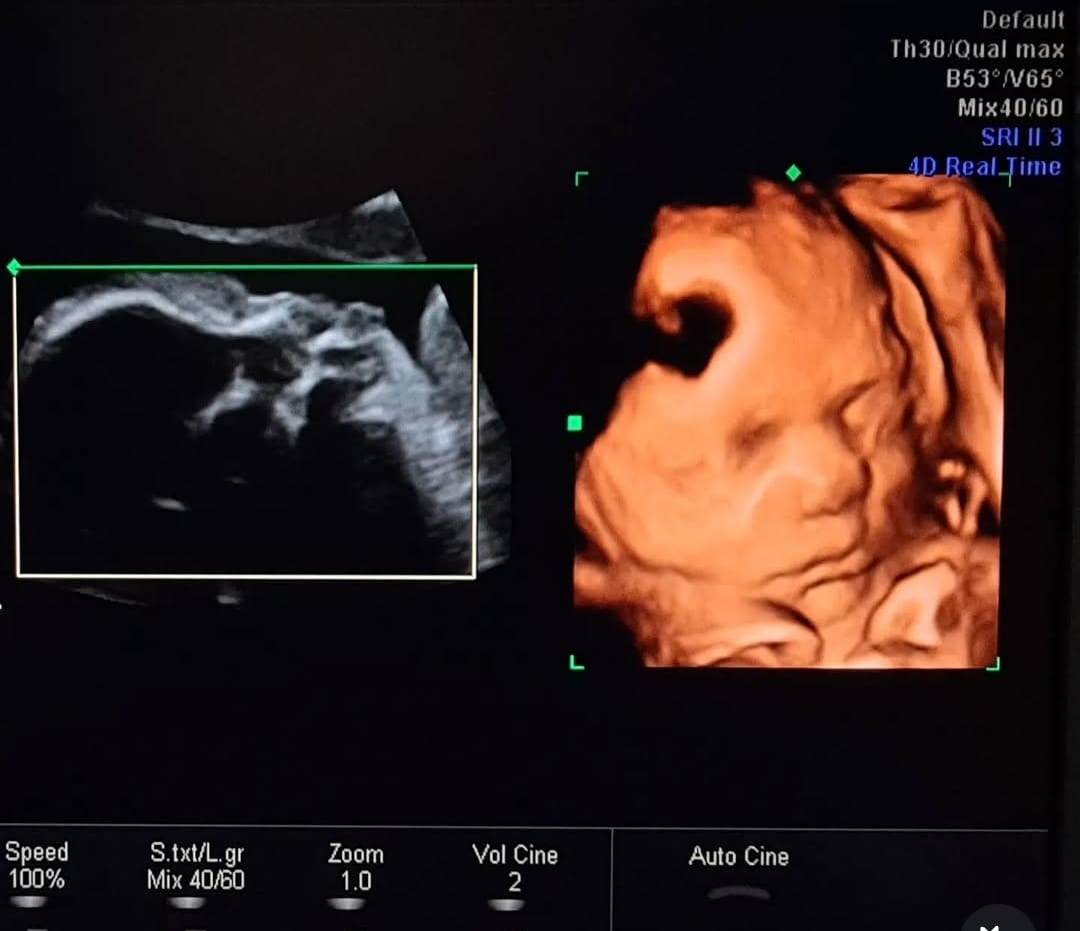 Default
Th30/Qual max
B53°/V65°
Mix40/60
SRI II 3
4D Real Time
Speed
100%
S.txt/L.gr
Mix 40/60
Zoom
1.0
Vol Cine
2
Auto Cine